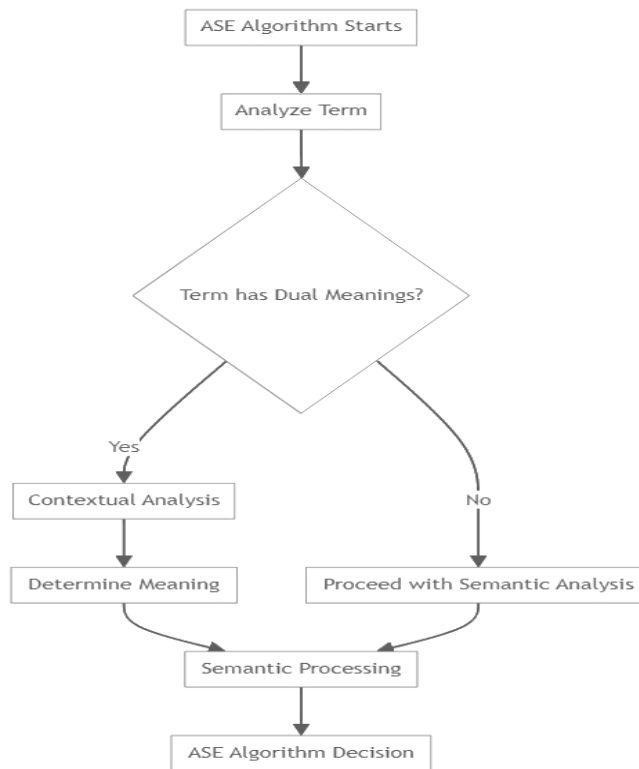 ASE Algorithm Starts
Analyze Term
Term has Dual Meanings?
Yes
Contextual Analysis
No
Determine Meaning
Proceed with Semantic Analysis
Semantic Processing
ASE Algorithm Decision